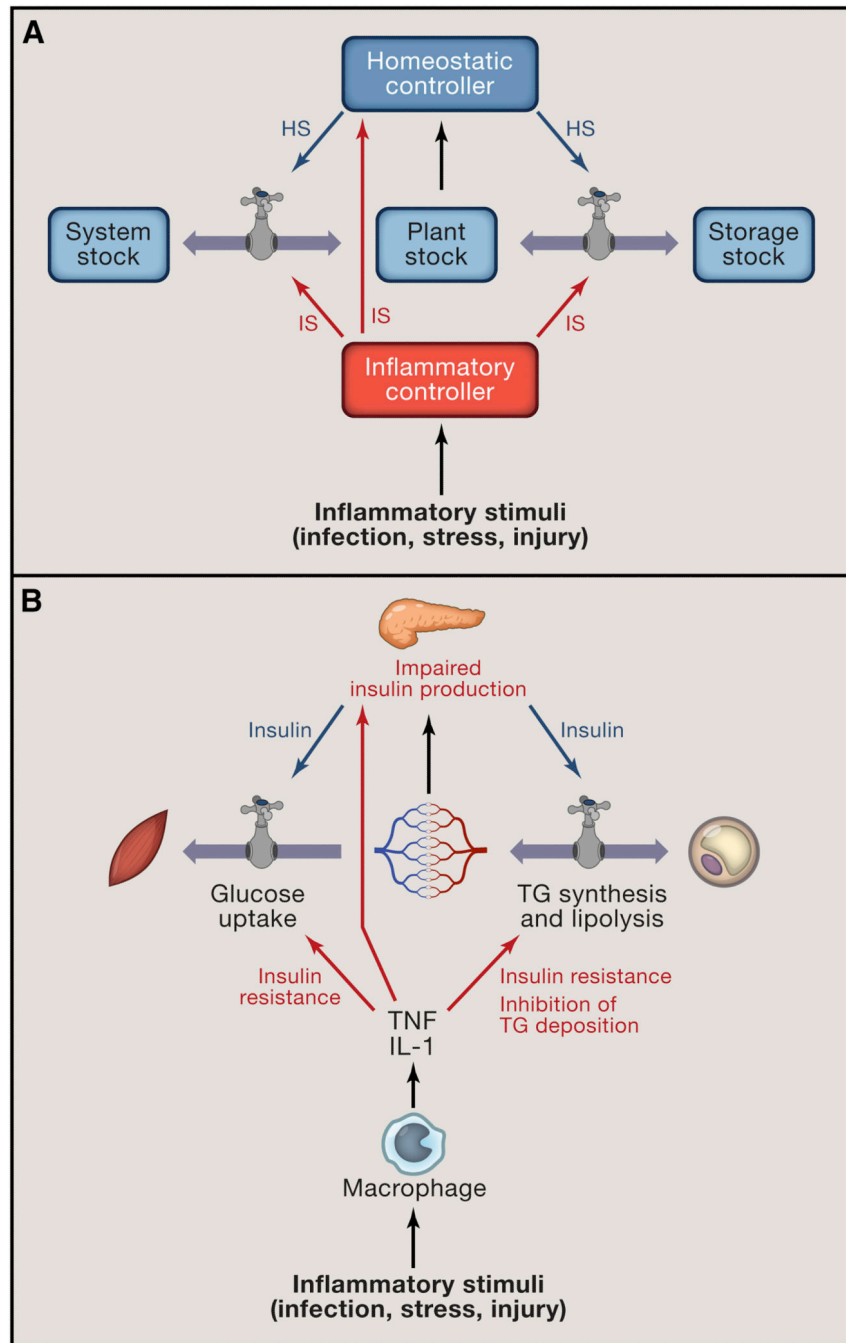 A
Homeostatic
controller
HS
HS
System
stock
Plant
stock
Storage
stock
IS
IS
IS
Inflammatory
controller
Inflammatory stimuli
(infection, stress, injury)
B
Impaired
insulin production
Insulin
Insulin
Glucose
uptake
TG synthesis
and lipolysis
Insulin
resistance
Insulin resistance
Inhibition of
TG deposition
TNF
IL-1
Macrophage
Inflammatory stimuli
(infection, stress, injury)